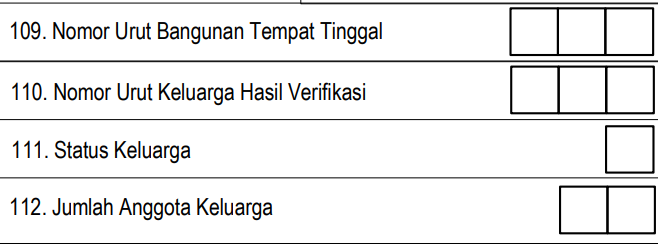 109. Nomor Urut Bangunan Tempat Tinggal
110. Nomor Urut Keluarga Hasil Verifikasi
111. Status Keluarga
112. Jumlah Anggota Keluarga